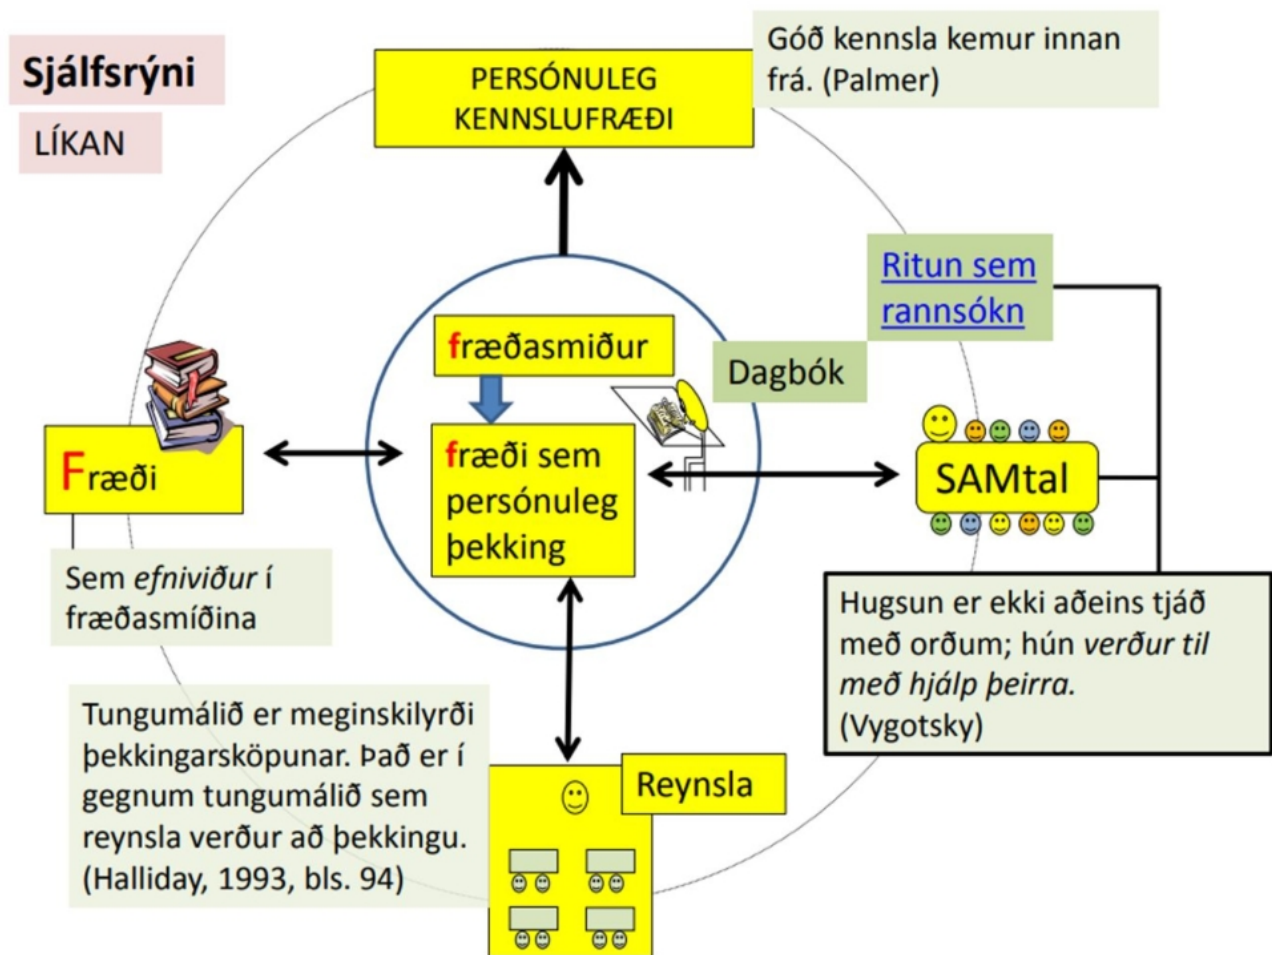 Sjálfsrýni
LÍKAN
PERSÓNULEG
KENNSLUFRÆÐI
Góð kennsla kemur innan
frá. (Palmer)
Ritun sem
rannsókn
Dagbók
fræðasmiður
fræði sem
persónuleg
þekking
Fræði
Sem efniviður í
fræðasmíðina
SAMtal
Hugsun er ekki aðeins tjáð
með orðum; hún verður til
með hjálp þeirra.
(Vygotsky)
Tungumálið er meginskilyrði
þekkingarsköpunar. Það er í
gegnum tungumálið sem
reynsla verður að þekkingu.
(Halliday, 1993, bls. 94)
Reynsla